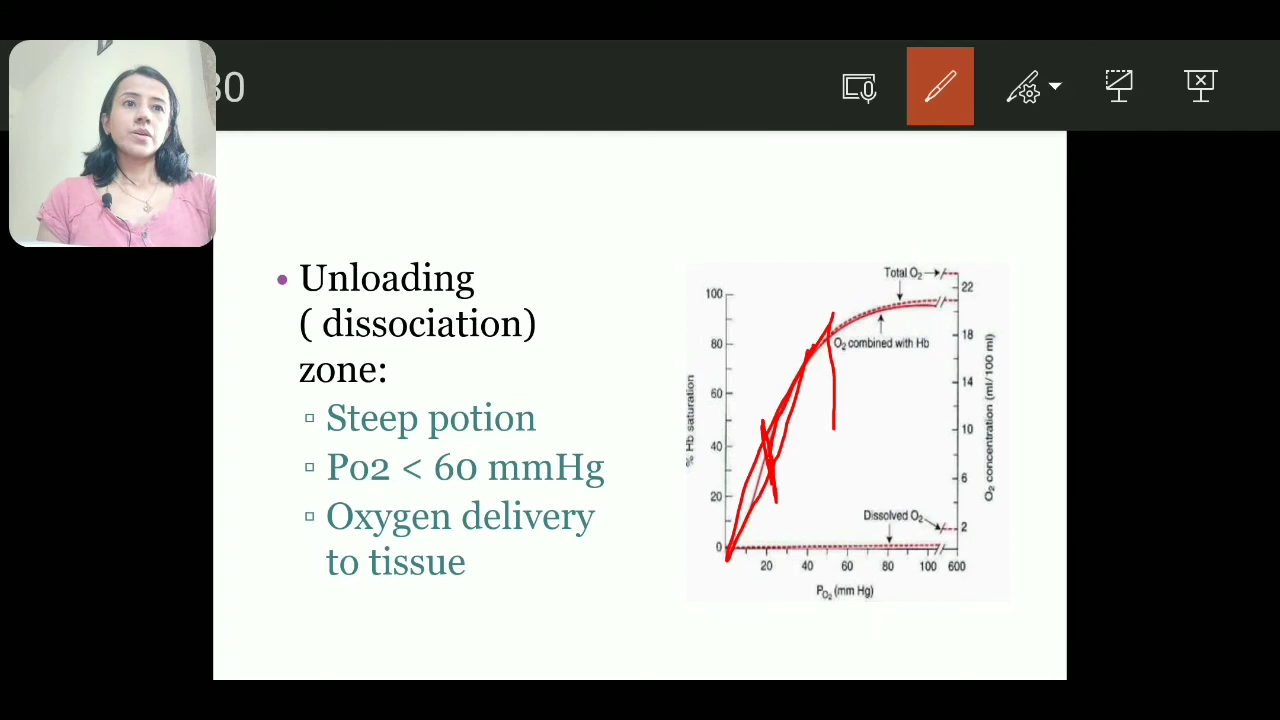 30
• Unloading
( dissociation)
zone:
▫ Steep potion
▫ Po2 < 60 mmHg
▫ Oxygen delivery
to tissue
Total O₂
100
80
60
40
20
0
% Hb saturation
O₂ combined with Hb
Dissolved O₂
22
18
14
10
6
2
O₂ concentration (ml/100 ml)
20 40 60 80 100 600
PO₂ (mm Hg)